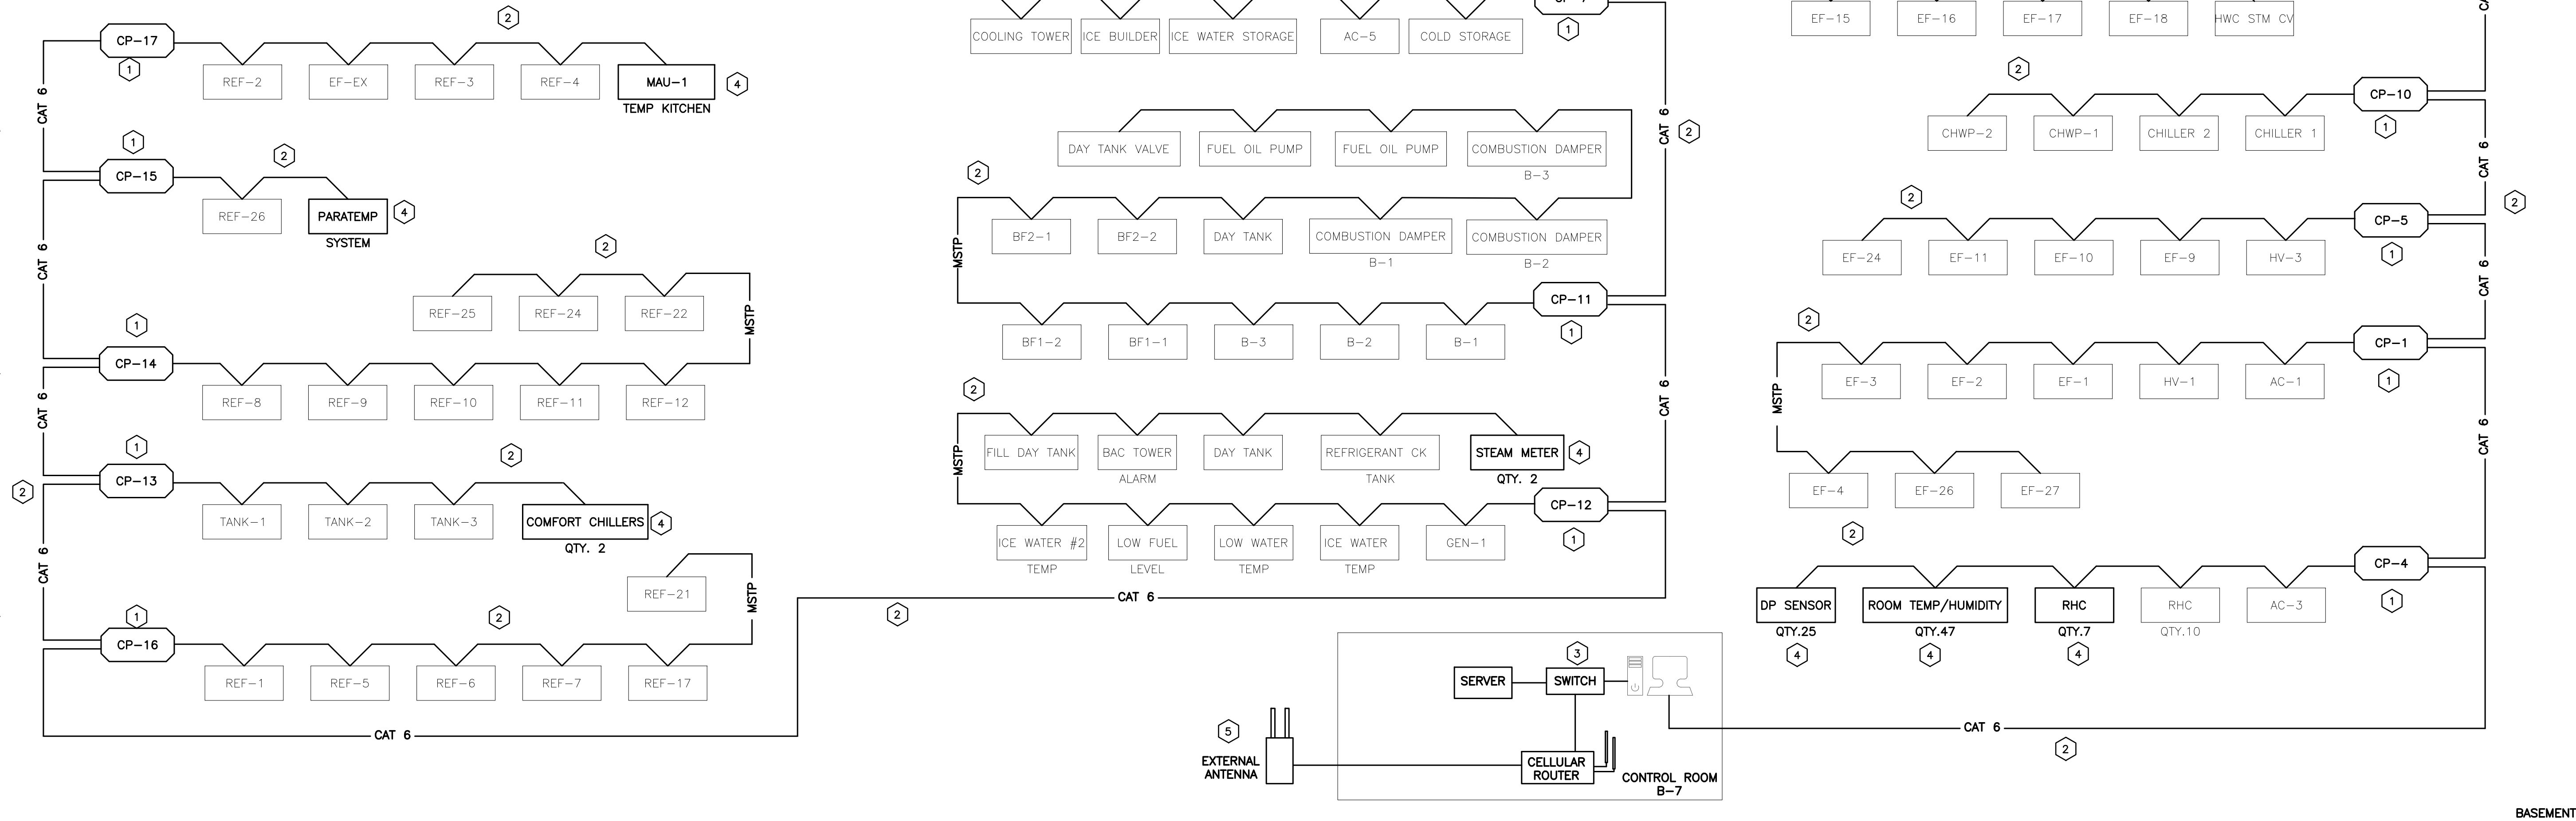 2
CP-17
1
REF-2
EF-EX
REF-3
REF-4
MAU-1
4
TEMP KITCHEN
CAT 6
1
2
CP-15
REF-26
PARATEMP
4
SYSTEM
CAT 6
2
REF-25
REF-24
REF-22
MSTP
1
CP-14
REF-8
REF-9
REF-10
REF-11
REF-12
CAT 6
1
2
CP-13
2
TANK-1
TANK-2
TANK-3
COMFORT CHILLERS
4
QTY. 2
CAT 6
REF-21
MSTP
1
2
CP-16
REF-1
REF-5
REF-6
REF-7
REF-17
CAT 6
COOLING TOWER
ICE BUILDER
ICE WATER STORAGE
AC-5
COLD STORAGE
1
CAT 6
2
DAY TANK VALVE
FUEL OIL PUMP
FUEL OIL PUMP
COMBUSTION DAMPER
B-3
2
BF2-1
BF2-2
DAY TANK
COMBUSTION DAMPER
B-1
COMBUSTION DAMPER
B-2
MSTP
CP-11
1
BF1-2
BF1-1
B-3
B-2
B-1
CAT 6
2
FILL DAY TANK
BAC TOWER
ALARM
DAY TANK
REFRIGERANT CK
TANK
STEAM METER
4
QTY. 2
MSTP
CP-12
1
ICE WATER #2
TEMP
LOW FUEL
LEVEL
LOW WATER
TEMP
ICE WATER
TEMP
GEN-1
CAT 6
2
3
SERVER
SWITCH
5
EXTERNAL
ANTENNA
CELLULAR
ROUTER
CONTROL ROOM
B-7
EF-15
EF-16
EF-17
EF-18
HWC STM CV
2
CP-10
1
CHWP-2
CHWP-1
CHILLER 2
CHILLER 1
CAT 6
2
2
CP-5
1
EF-24
EF-11
EF-10
EF-9
HV-3
CAT 6
2
CP-1
1
EF-3
EF-2
EF-1
HV-1
AC-1
MSTP
CAT 6
EF-4
EF-26
EF-27
2
CP-4
1
DP SENSOR
QTY.25
4
ROOM TEMP/HUMIDITY
QTY.47
4
RHC
QTY.7
4
RHC
QTY.10
AC-3
CAT 6
2
BASEMENT